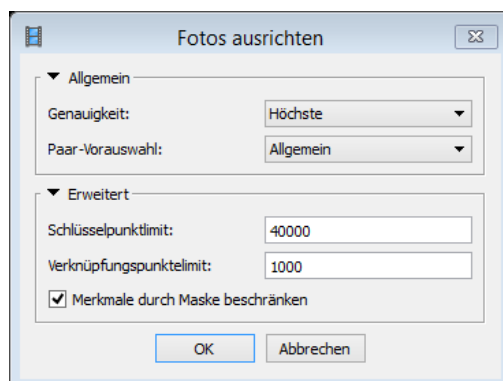 Fotos ausrichten
Allgemein
Genauigkeit: Höchste
Paar-Vorauswahl: Allgemein
Erweitert
Schlüsselpunktlimit: 40000
Verknüpfungspunktelimit: 1000
Merkmale durch Maske beschränken
OK Abbrechen